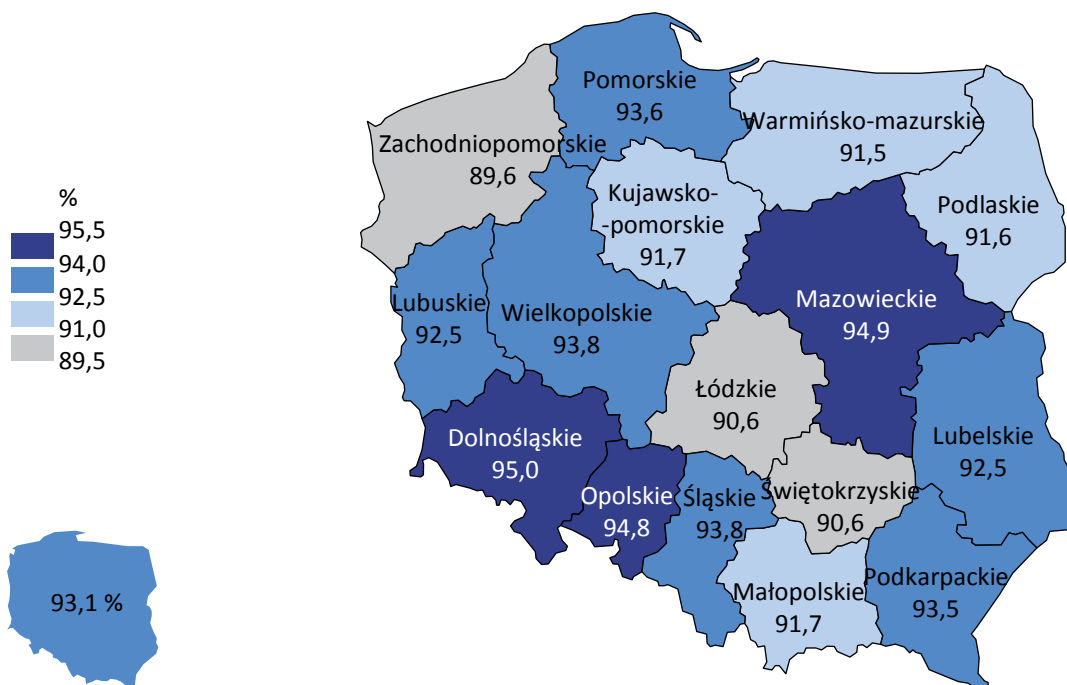 Pomorskie
93,6
Warmińsko-mazurskie
91,5
Zachodniopomorskie
89,6
Kujawsko-
-pomorskie
91,7
Podlaskie
91,6
%
95,5
94,0
92,5
91,0
89,5
Lubuskie
92,5
Wielkopolskie
93,8
Mazowieckie
94,9
Łódzkie
90,6
Dolnośląskie
95,0
Lubelskie
92,5
Opolskie
94,8
Śląskie
93,8
Świętokrzyskie
90,6
Małopolskie
91,7
Podkarpackie
93,5
93,1 %